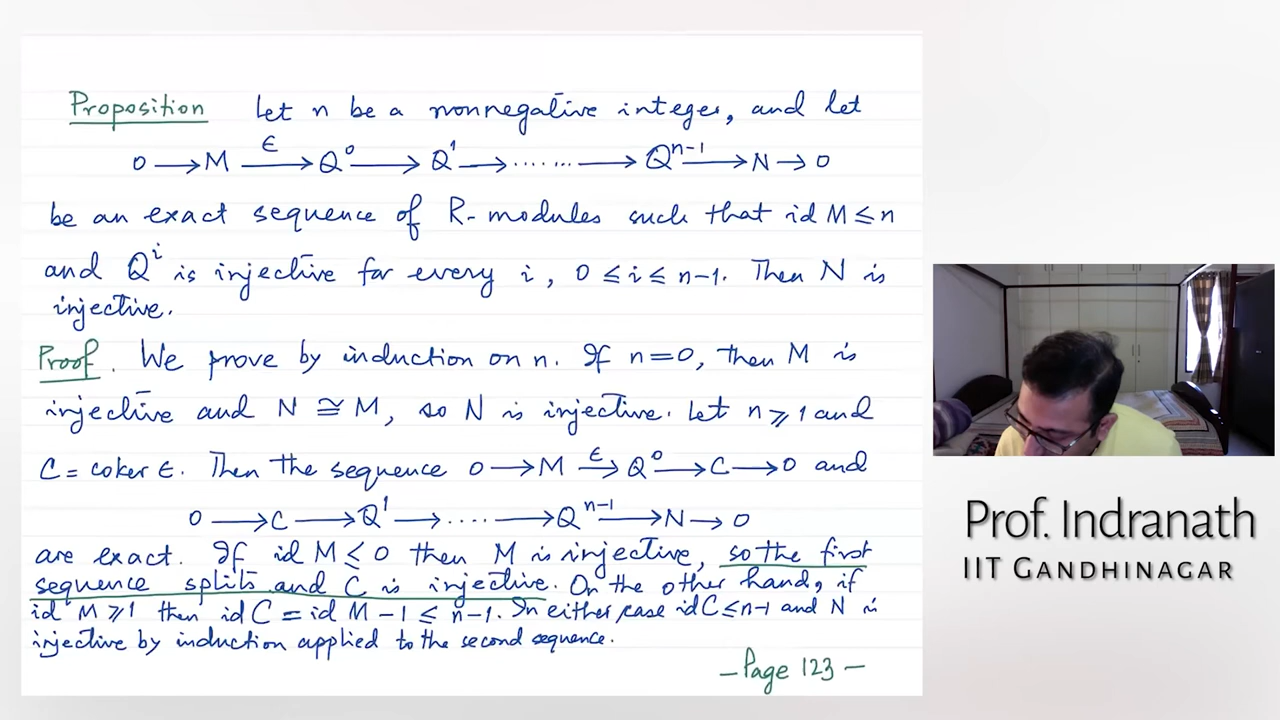 Proposition Let n be a nonnegative integer, and let
0 → M —ε→ Q⁰ → Q¹ → ........ → Qⁿ⁻¹ → N → 0
be an exact sequence of R-modules such that id M ≤ n
and Qⁱ is injective for every i, 0 ≤ i ≤ n-1. Then N is
injective.
Proof. We prove by induction on n. If n=0, then M is
injective and N ≅ M, so N is injective. Let n ≥ 1 and
C = coker ε. Then the sequence 0 → M —ε→ Q⁰ → C → 0 and
0 → C → Q¹ → ..... → Qⁿ⁻¹ → N → 0
are exact. If id M ≤ 0 then M is injective, so the first
sequence splits and C is injective. On the other hand, if
id M ≥ 1 then id C = id M - 1 ≤ n-1. In either case id C ≤ n-1 and N is
injective by induction applied to the second sequence.
- Page 123 -
Prof. Indranath
IIT GANDHINAGAR